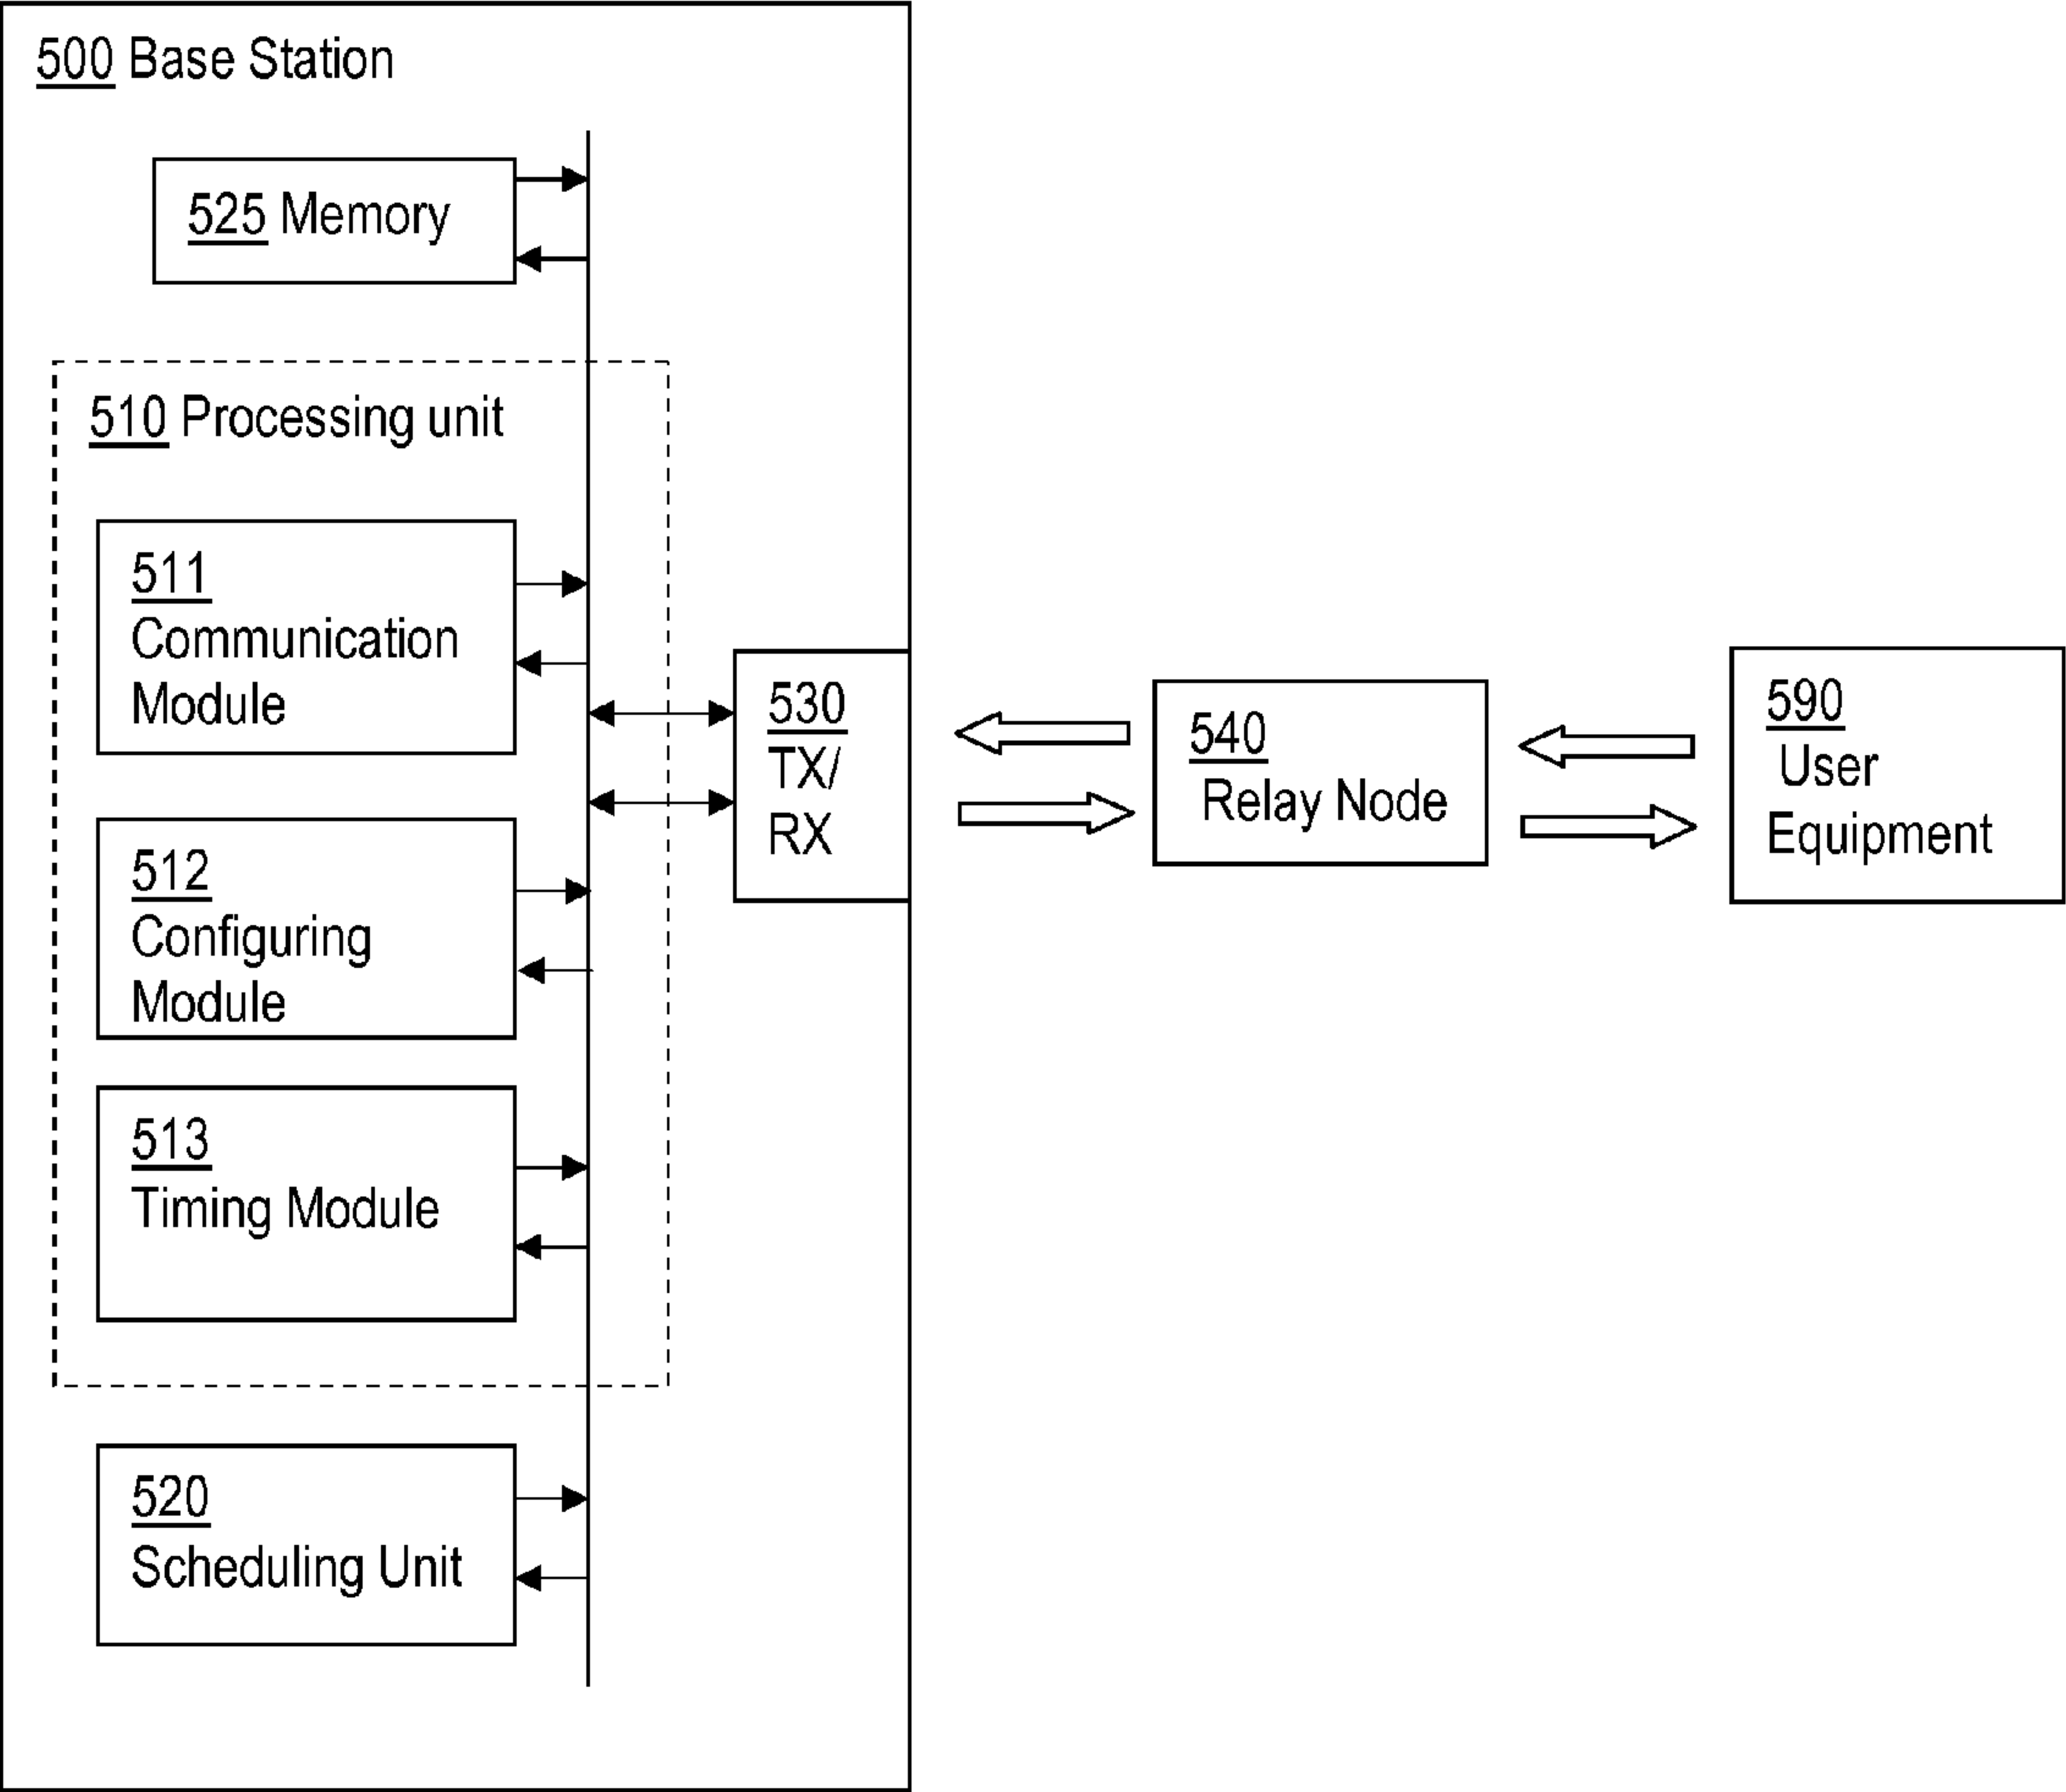 500 Base Station
525 Memory
510 Processing unit
511
Communication
Module
530
TX/
RX
540
Relay Node
590
User
Equipment
512
Configuring
Module
513
Timing Module
520
Scheduling Unit